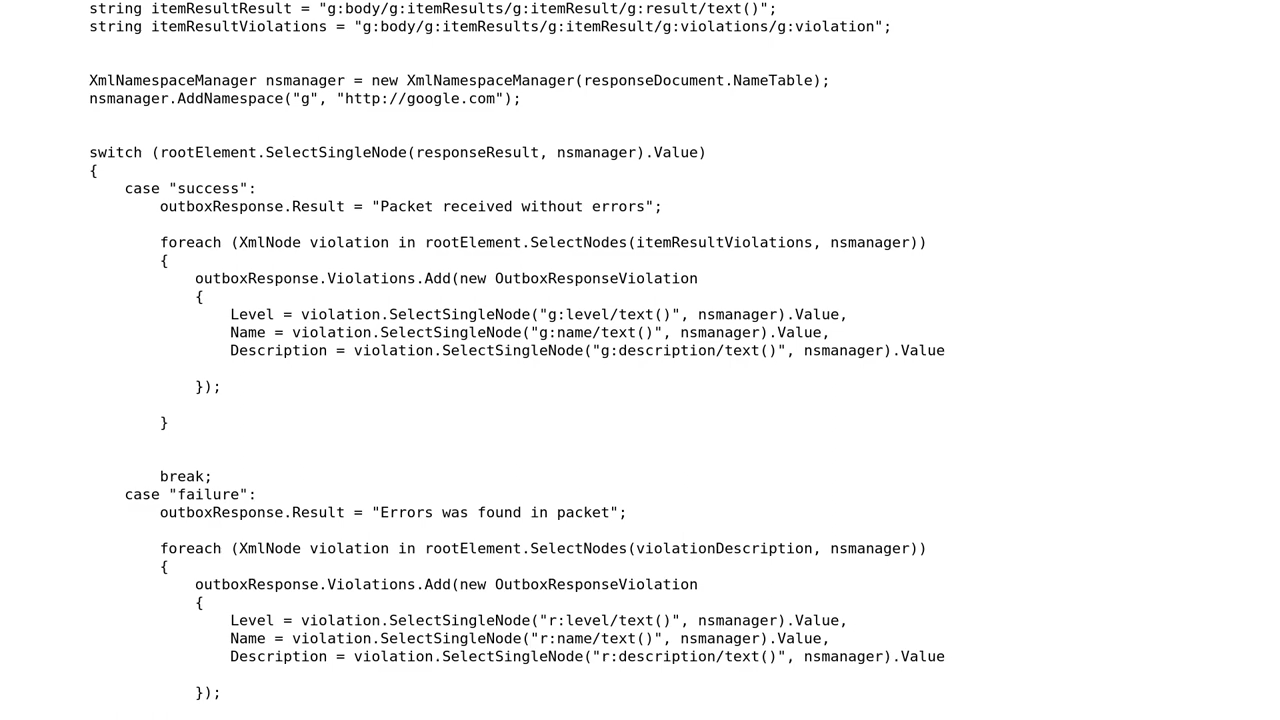 string itemResultResult = "g:body/g:itemResults/g:itemResult/g:result/text()";
string itemResultViolations = "g:body/g:itemResults/g:itemResult/g:violations/g:violation";
XmlNamespaceManager nsmanager = new XmlNamespaceManager(responseDocument.NameTable);
nsmanager.AddNamespace("g", "http://google.com");
switch (rootElement.SelectSingleNode(responseResult, nsmanager).Value)
{
case "success":
outboxResponse.Result = "Packet received without errors";
foreach (XmlNode violation in rootElement.SelectNodes(itemResultViolations, nsmanager))
{
outboxResponse.Violations.Add(new OutboxResponseViolation
{
Level = violation.SelectSingleNode("g:level/text()", nsmanager).Value,
Name = violation.SelectSingleNode("g:name/text()", nsmanager).Value,
Description = violation.SelectSingleNode("g:description/text()", nsmanager).Value
});
}
break;
case "failure":
outboxResponse.Result = "Errors was found in packet";
foreach (XmlNode violation in rootElement.SelectNodes(violationDescription, nsmanager))
{
outboxResponse.Violations.Add(new OutboxResponseViolation
{
Level = violation.SelectSingleNode("r:level/text()", nsmanager).Value,
Name = violation.SelectSingleNode("r:name/text()", nsmanager).Value,
Description = violation.SelectSingleNode("r:description/text()", nsmanager).Value
});